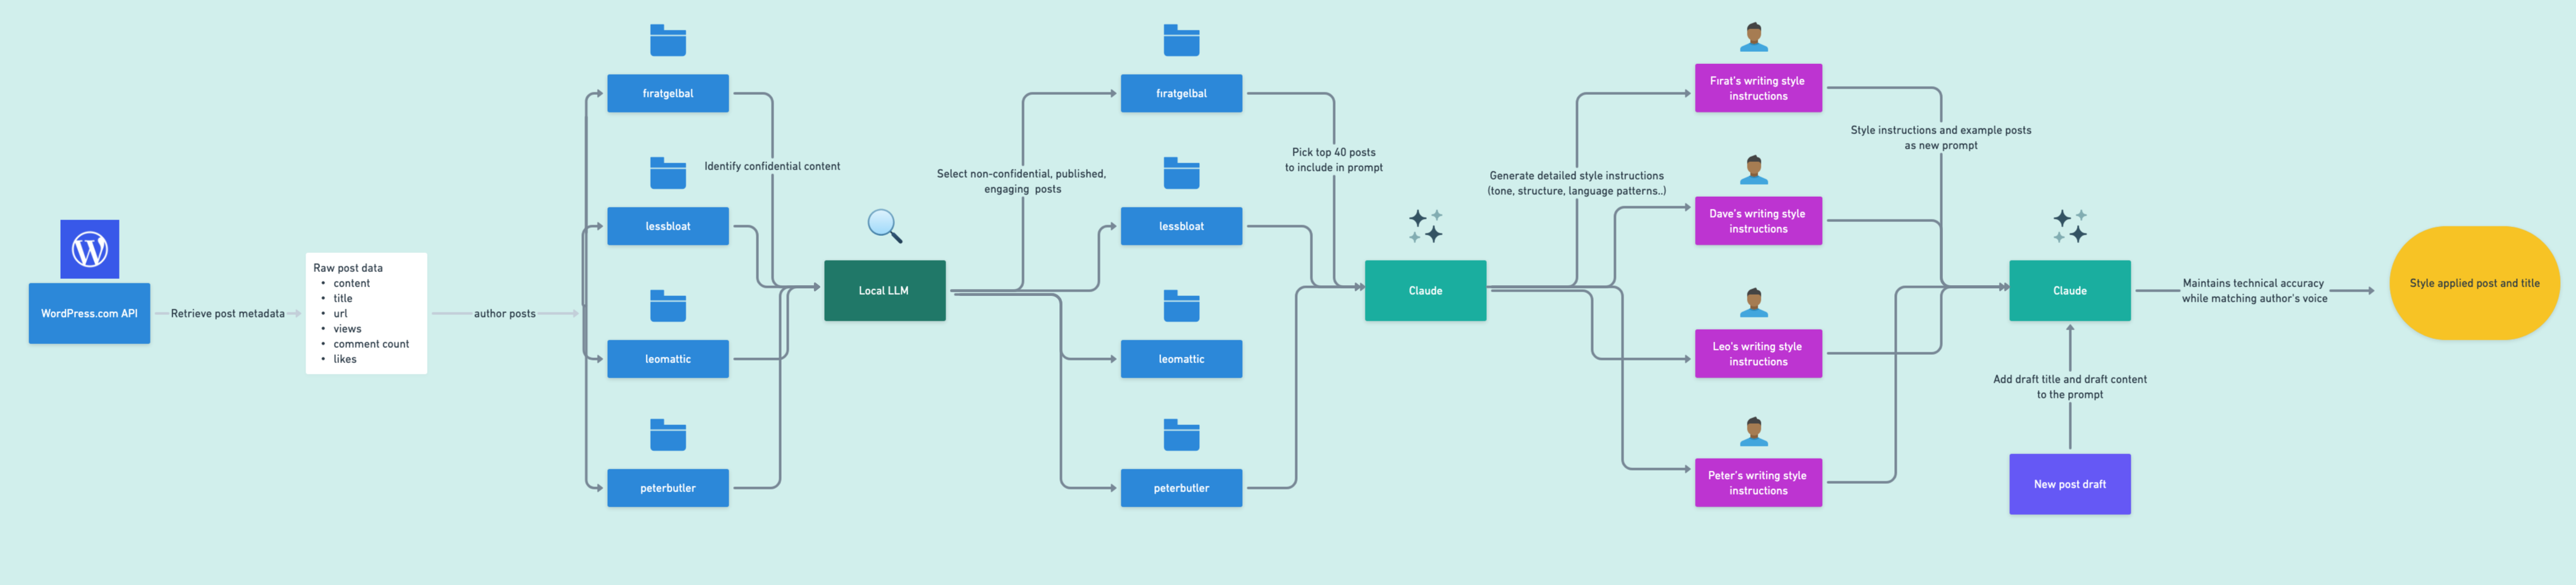 WordPress.com API
Retrieve post metadata
Raw post data
• content
• title
• url
• views
• comment count
• likes
author posts
fıratgelbal
lessbloat
leomattic
peterbutler
Identify confidential content
Local LLM
Select non-confidential, published,
engaging posts
fıratgelbal
lessbloat
leomattic
peterbutler
Pick top 40 posts
to include in prompt
Claude
Generate detailed style instructions
(tone, structure, language patterns..)
Fırat's writing style
instructions
Dave's writing style
instructions
Leo's writing style
instructions
Peter's writing style
instructions
Style instructions and example posts
as new prompt
Claude
Add draft title and draft content
to the prompt
New post draft
Maintains technical accuracy
while matching author's voice
Style applied post and title